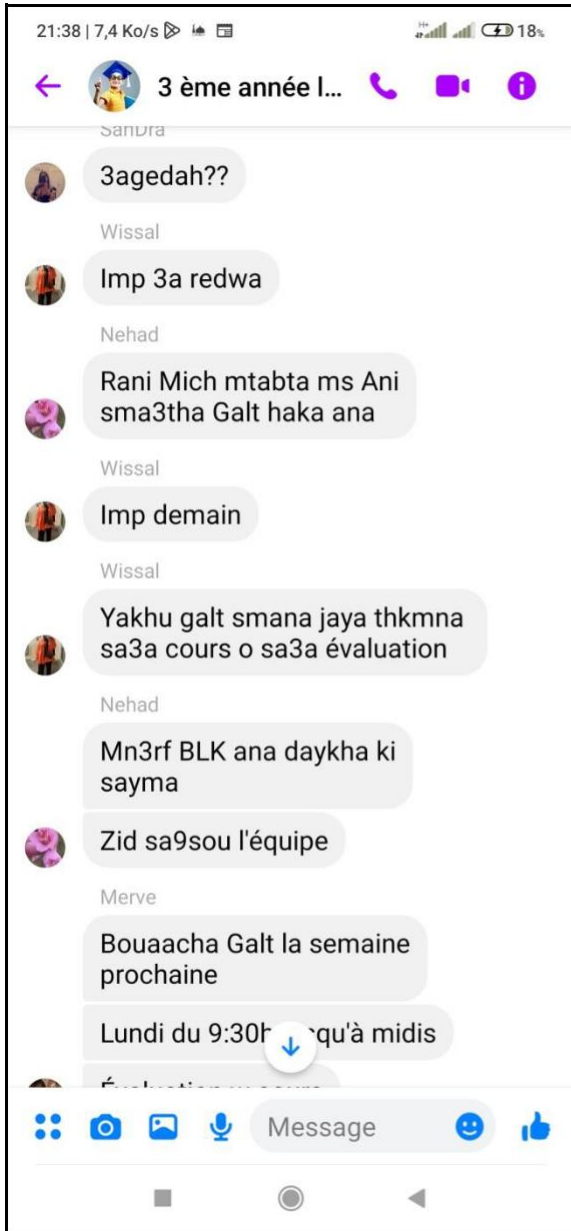 21:38 | 7,4 Ko/s 18%
3 ème année l...
SanDra
3agedah??
Wissal
Imp 3a redwa
Nehad
Rani Mich mtabta ms Ani
sma3tha Galt haka ana
Wissal
Imp demain
Wissal
Yakhu galt smana jaya thkmna
sa3a cours o sa3a évaluation
Nehad
Mn3rf BLK ana daykha ki
sayma
Zid sa9sou l'équipe
Merve
Bouaacha Galt la semaine
prochaine
Lundi du 9:30h qu'à midis
Message